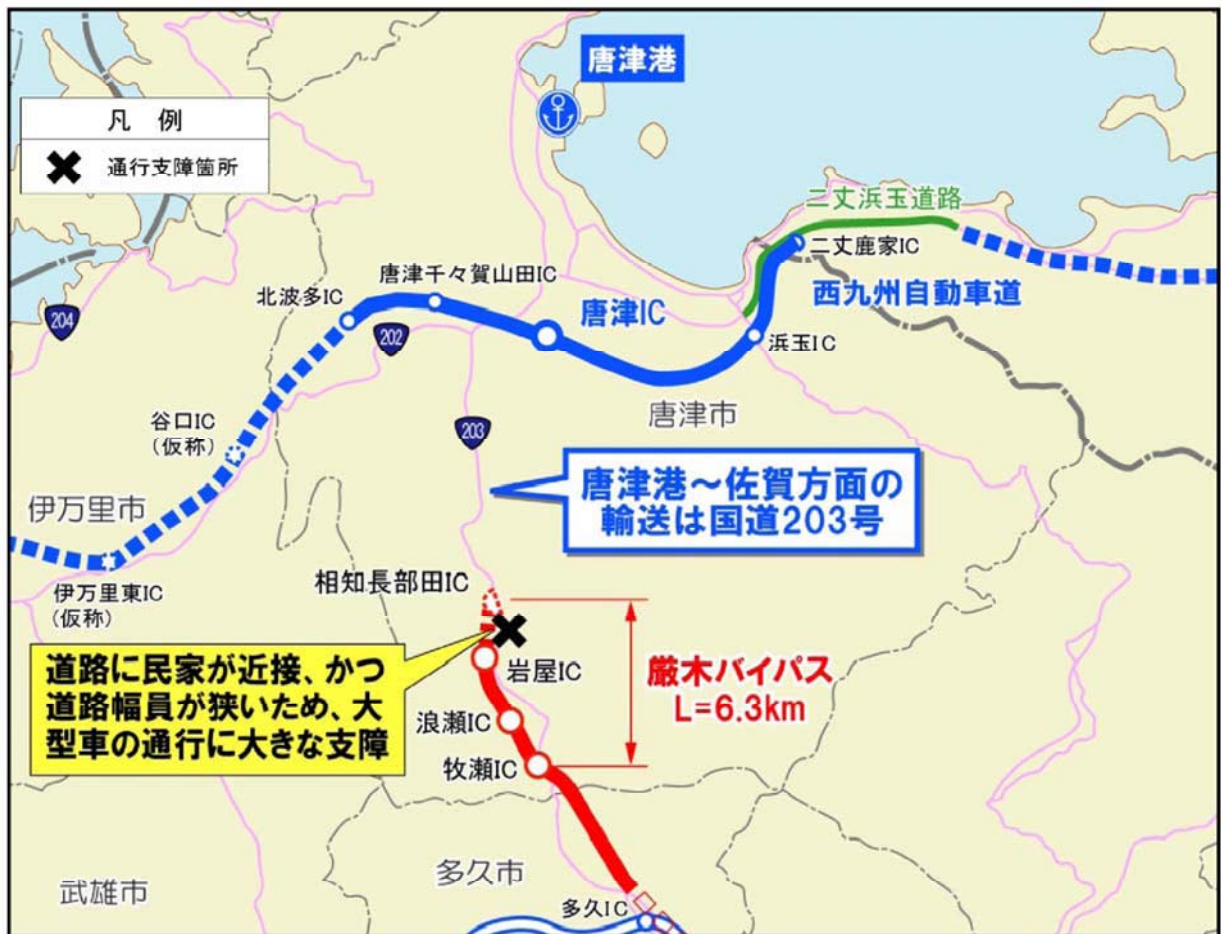 唐津港
凡 例
通行支障箇所
二丈浜玉道路
二丈鹿家IC
唐津千々賀山田IC
西九州自動車道
北波多IC
唐津IC
204
202
浜玉IC
唐津市
谷口IC
(仮称)
203
唐津港～佐賀方面の
輸送は国道203号
伊万里市
相知長部田IC
伊万里東IC
(仮称)
道路に民家が近接、かつ
道路幅員が狭いため、大
型車の通行に大きな支障
岩屋IC
厳木バイパス
L=6.3km
浪瀬IC
牧瀬IC
多久市
武雄市
多久IC